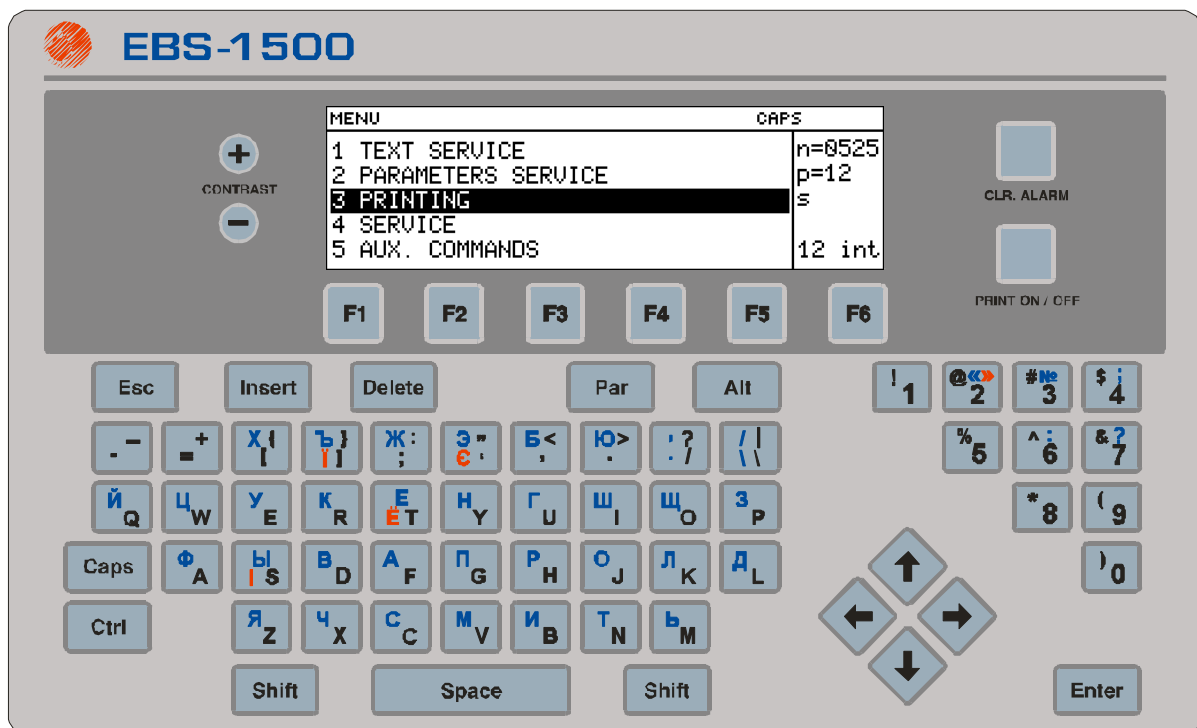 EBS-1500
MENU CAPS
1 TEXT SERVICE n=0525
2 PARAMETERS SERVICE p=12
3 PRINTING s
4 SERVICE
5 AUX. COMMANDS 12 int
+
CONTRAST
−
CLR. ALARM
PRINT ON / OFF
F1 F2 F3 F4 F5 F6
Esc Insert Delete Par Alt ! 1 @ «» 2 # № 3 $ ; 4
- – = + Х { [ Ъ } Ї ] Ж : ; Э " Є ' Б < , Ю > . ' ? . / / | \ \ % 5 ^ : 6 & ? 7
Й Q Ц W У E К R Е Ё T Н Y Г U Ш I Щ O З P * 8 ( 9
Caps Ф A Ы І S В D А F П G Р H О J Л K Д L ) 0
Ctrl Я Z Ч X С C М V И B Т N Ь M
Shift Space Shift Enter